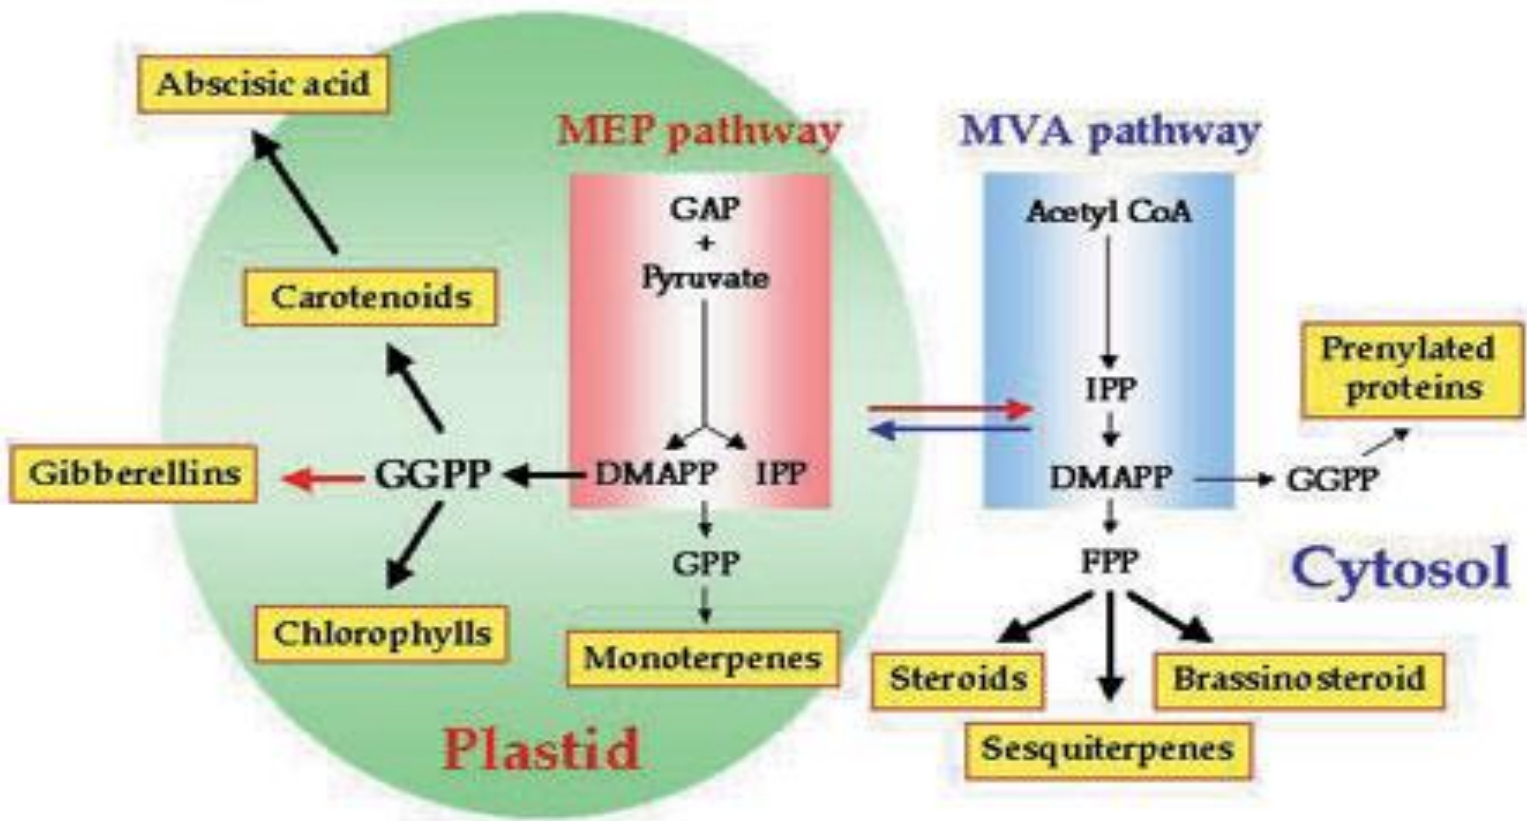 Abscisic acid
MEP pathway
MVA pathway
GAP
+
Pyruvate
Acetyl CoA
Carotenoids
IPP
Prenylated
proteins
Gibberellins
GGPP
DMAPP
IPP
DMAPP
GGPP
GPP
FPP
Cytosol
Chlorophylls
Monoterpenes
Steroids
Brassinosteroid
Sesquiterpenes
Plastid